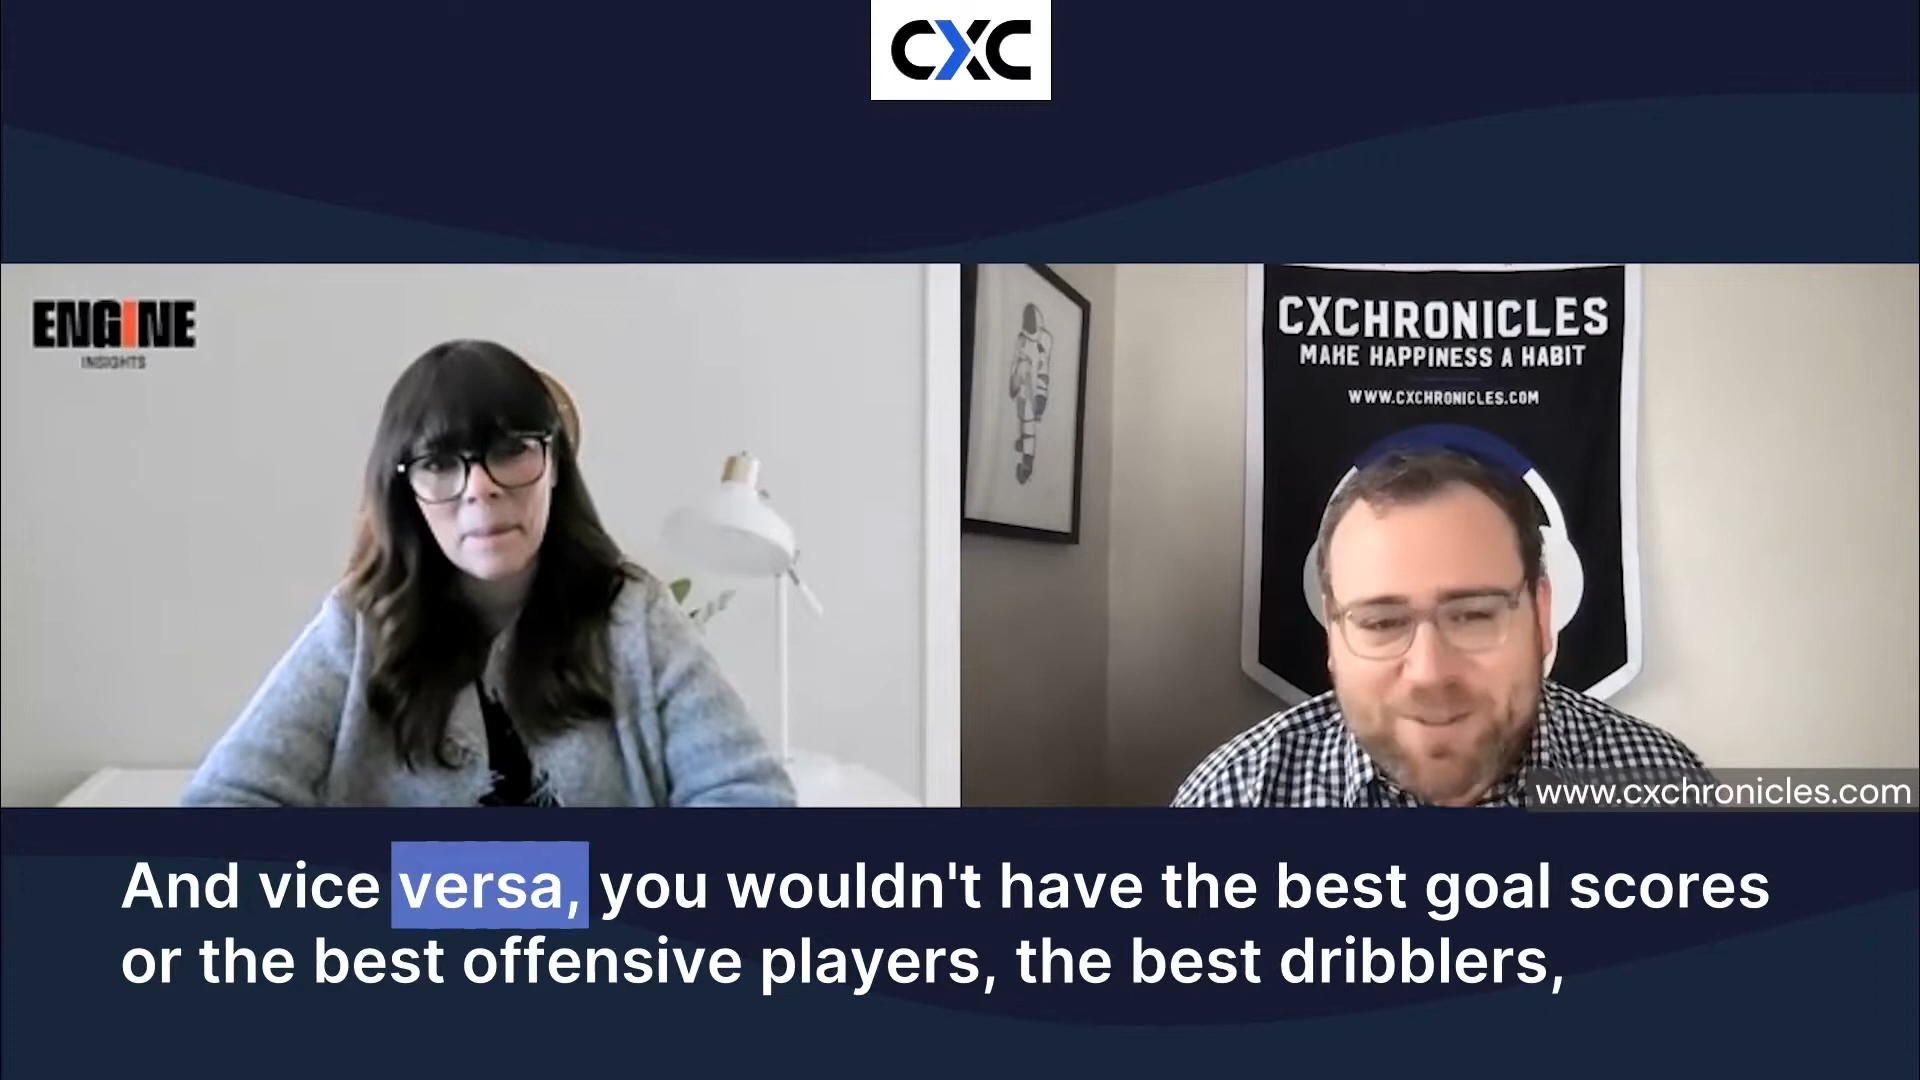 CXC
ENGINE
INSIGHTS
CXCHRONICLES
MAKE HAPPINESS A HABIT
WWW.CXCHRONICLES.COM
www.cxchronicles.com
And vice versa, you wouldn't have the best goal scores
or the best offensive players, the best dribblers,